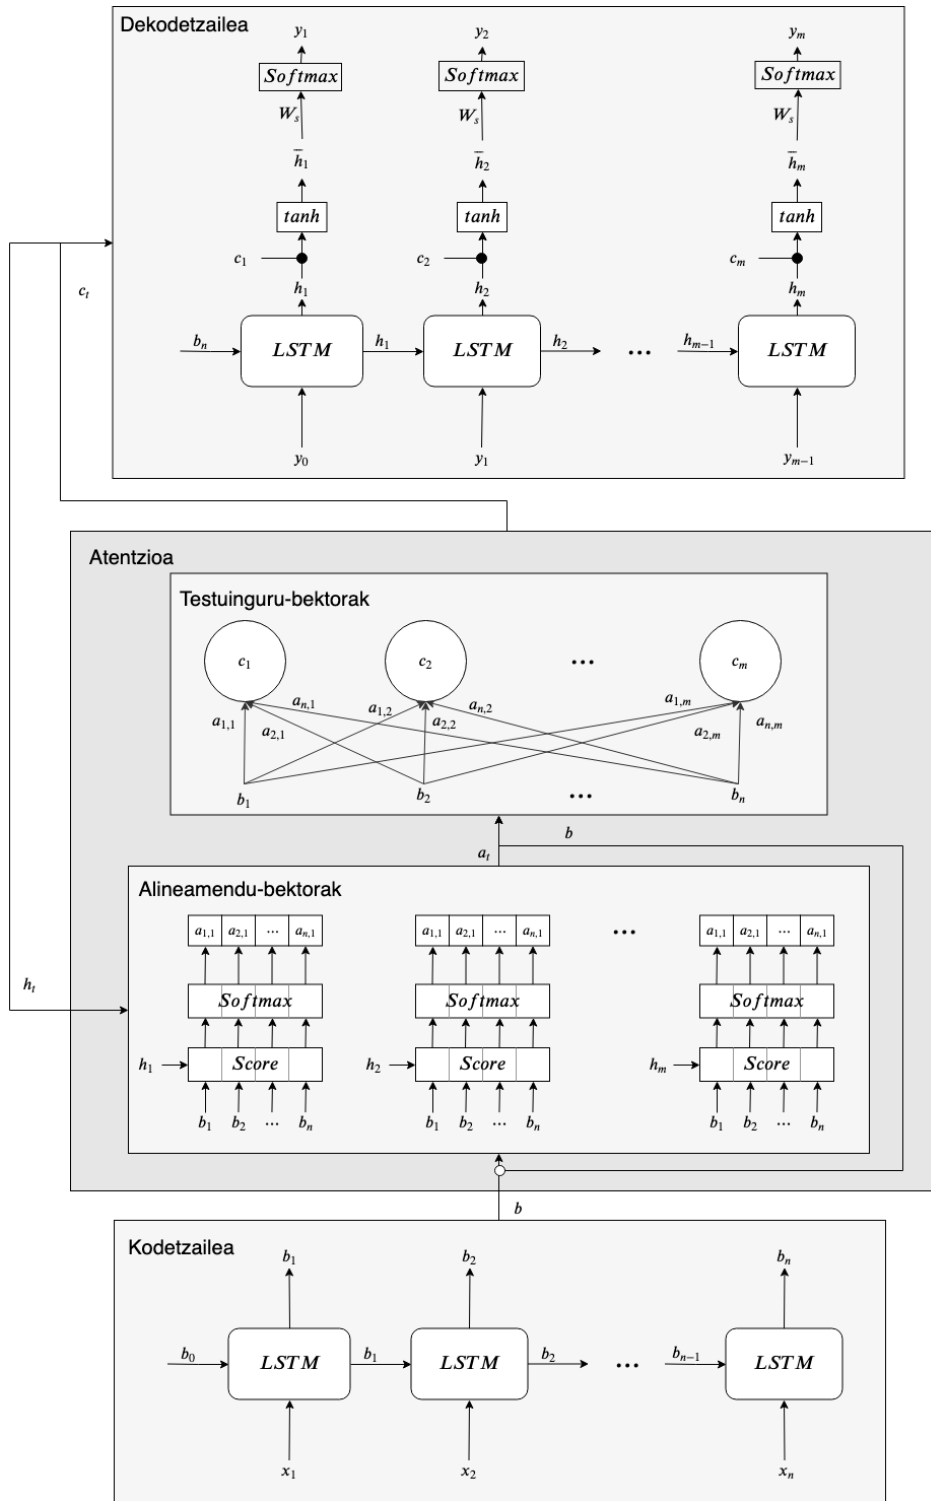 Dekodetzailea
y₁ y₂ yₘ
Softmax Softmax Softmax
Wₛ Wₛ Wₛ
h̄₁ h̄₂ h̄ₘ
tanh tanh tanh
c₁ c₂ cₘ
h₁ h₂ hₘ
bₙ LSTM h₁ LSTM h₂ ... hₘ₋₁ LSTM
y₀ y₁ yₘ₋₁
cₜ
Atentzioa
Testuinguru-bektorak
c₁ c₂ ... cₘ
a₁,₁ a₂,₁ aₙ,₁ a₁,₂ a₂,₂ aₙ,₂ a₁,ₘ a₂,ₘ aₙ,ₘ
b₁ b₂ ... bₙ
aₜ b
Alineamendu-bektorak
a₁,₁ a₂,₁ ... aₙ,₁ a₁,₁ a₂,₁ ... aₙ,₁ ... a₁,₁ a₂,₁ ... aₙ,₁
Softmax Softmax Softmax
hₜ
h₁ Score h₂ Score hₘ Score
b₁ b₂ ... bₙ b₁ b₂ ... bₙ b₁ b₂ ... bₙ
b
Kodetzailea
b₁ b₂ bₙ
b₀ LSTM b₁ LSTM b₂ ... bₙ₋₁ LSTM
x₁ x₂ xₙ